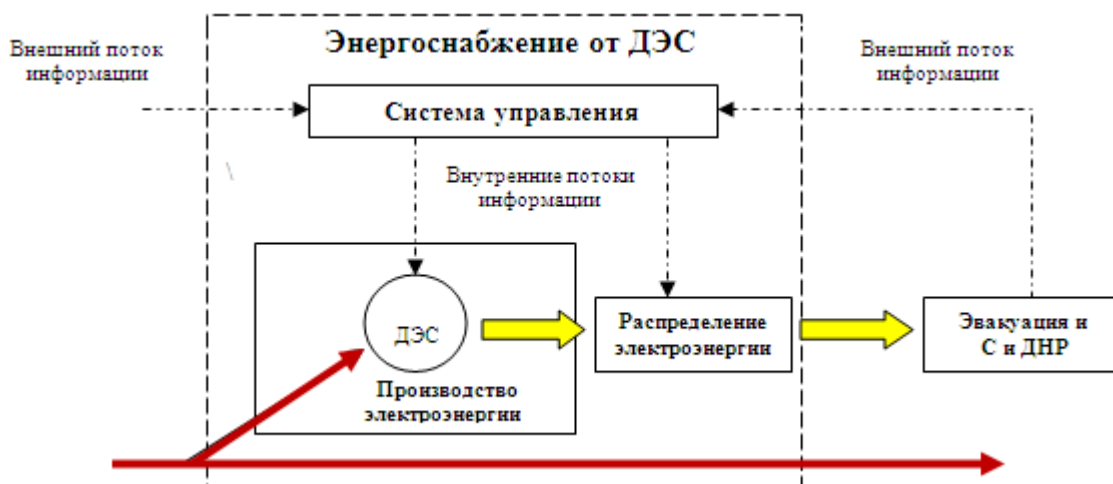 Энергоснабжение от ДЭС
Внешний поток
информации
Внешний поток
информации
Система управления
\
Внутренние потоки
информации
ДЭС
Производство
электроэнергии
Распределение
электроэнергии
Эвакуация и
С и ДНР